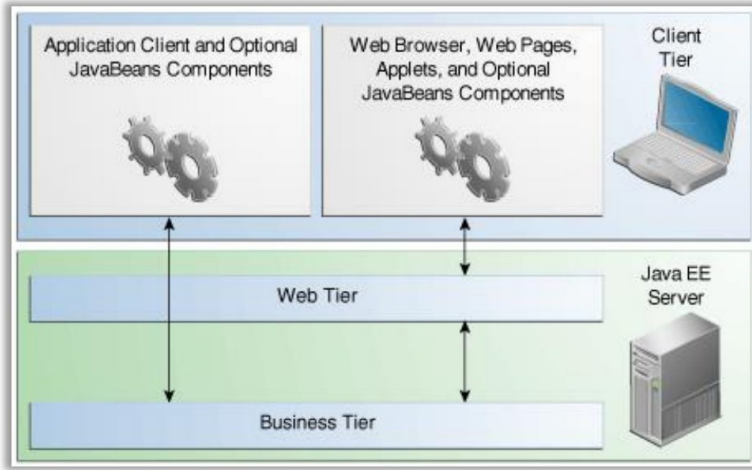 Application Client and Optional
JavaBeans Components
Web Browser, Web Pages,
Applets, and Optional
JavaBeans Components
Client
Tier
Web Tier
Java EE
Server
Business Tier